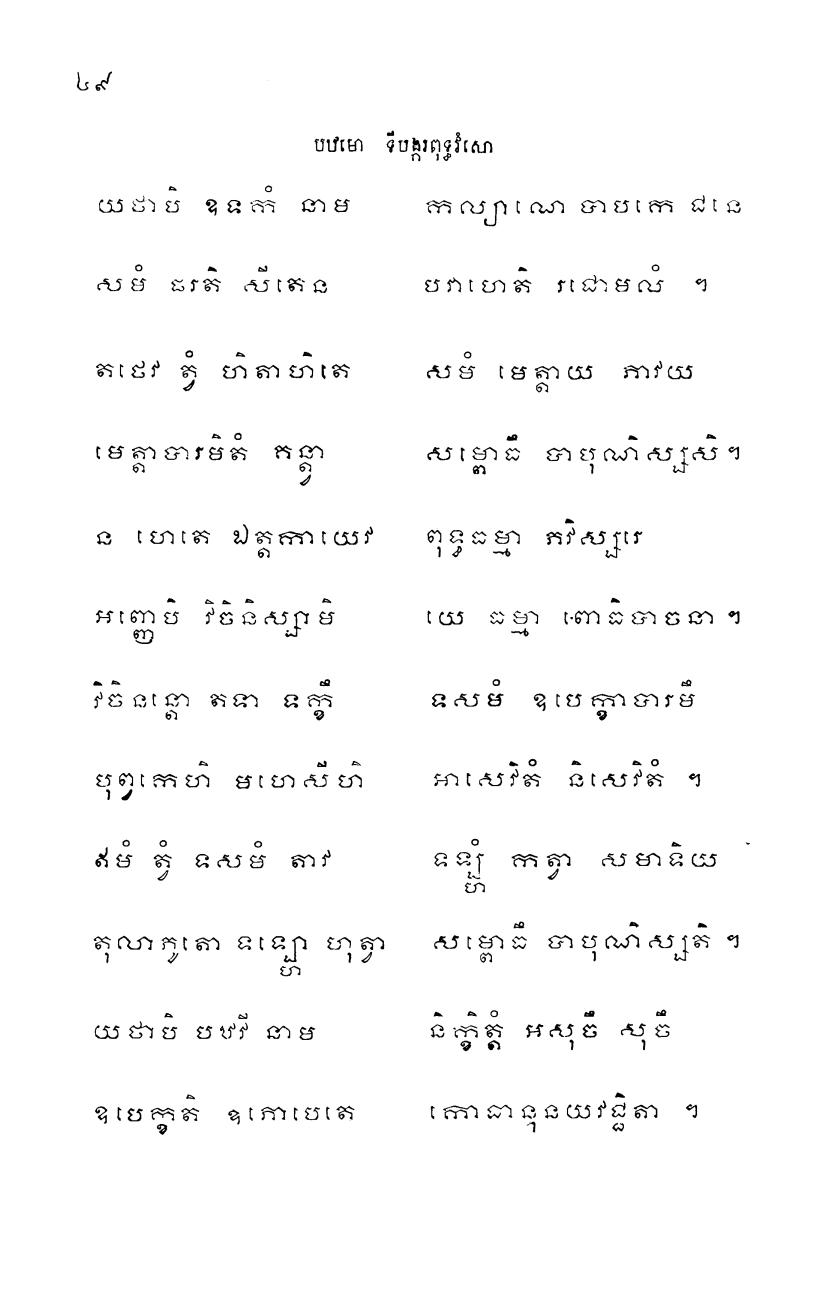 ៤៩
បឋមោ ទីបង្ករពុទ្ធវំសោ
យថាបិ ឧទកំ នាម កល្យាណេ បាបកេ ជនេ
សមំ ផរតិ សីតេន បវាហេតិ រជោមលំ ។
តថេវ ត្វំ ហិតាហិតេ សមំ មេត្តាយ ភាវយ
មេត្តាបារមិតំ គន្ត្វា សម្ពោធឹ បាបុណិស្សសិ។
ន ហេតេ ឯត្តកាយេវ ពុទ្ធធម្មា ភវិស្សរេ
អញ្ញេបិ វិចិនិស្សាមិ យេ ធម្មា ពោធិបាចនា ។
វិចិនន្តោ តទា ទក្ខឹ ទសមំ ឧបេក្ខាបារមឹ
បុព្វកេហិ មហេសីហិ អាសេវិតំ និសេវិតំ ។
ឥមំ ត្វំ ទសមំ តាវ ទឡ្ហំ កត្វា សមាទិយ
តុលាភូតោ ទឡ្ហោ ហុត្វា សម្ពោធឹ បាបុណិស្សតិ ។
យថាបិ បឋវី នាម និក្ខិត្តំ អសុចឹ សុចឹ
ឧបេក្ខតិ ឧភោបេតេ កោធានុនយវជ្ជិតា ។